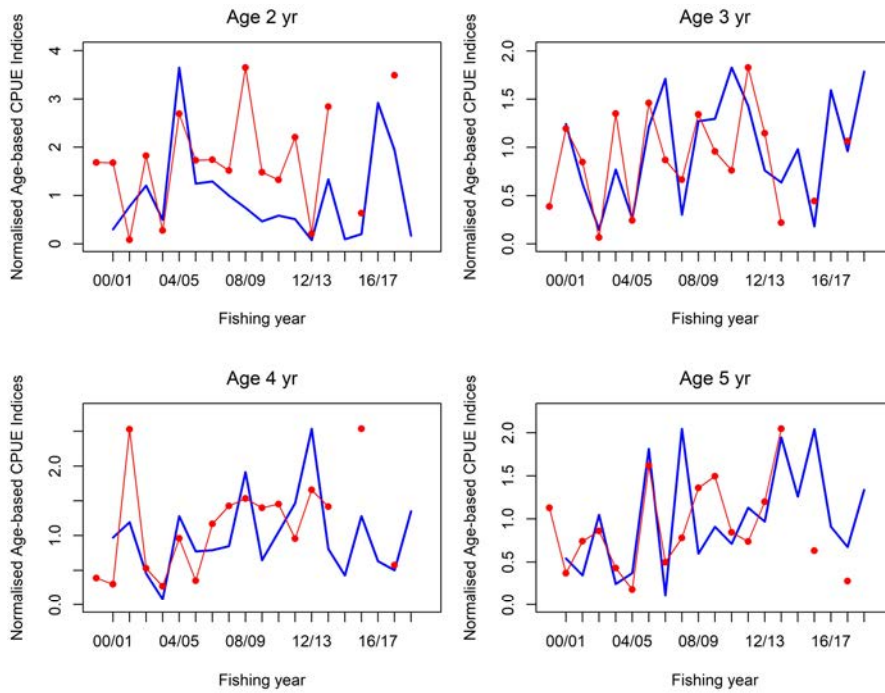 Age 2 yr
Normalised Age-based CPUE Indices
4
3
2
1
0
00/01 04/05 08/09 12/13 16/17
Fishing year
Age 3 yr
Normalised Age-based CPUE Indices
2.0
1.5
1.0
0.5
0.0
00/01 04/05 08/09 12/13 16/17
Fishing year
Age 4 yr
Normalised Age-based CPUE Indices
2.0
1.0
0.0
00/01 04/05 08/09 12/13 16/17
Fishing year
Age 5 yr
Normalised Age-based CPUE Indices
2.0
1.5
1.0
0.5
0.0
00/01 04/05 08/09 12/13 16/17
Fishing year